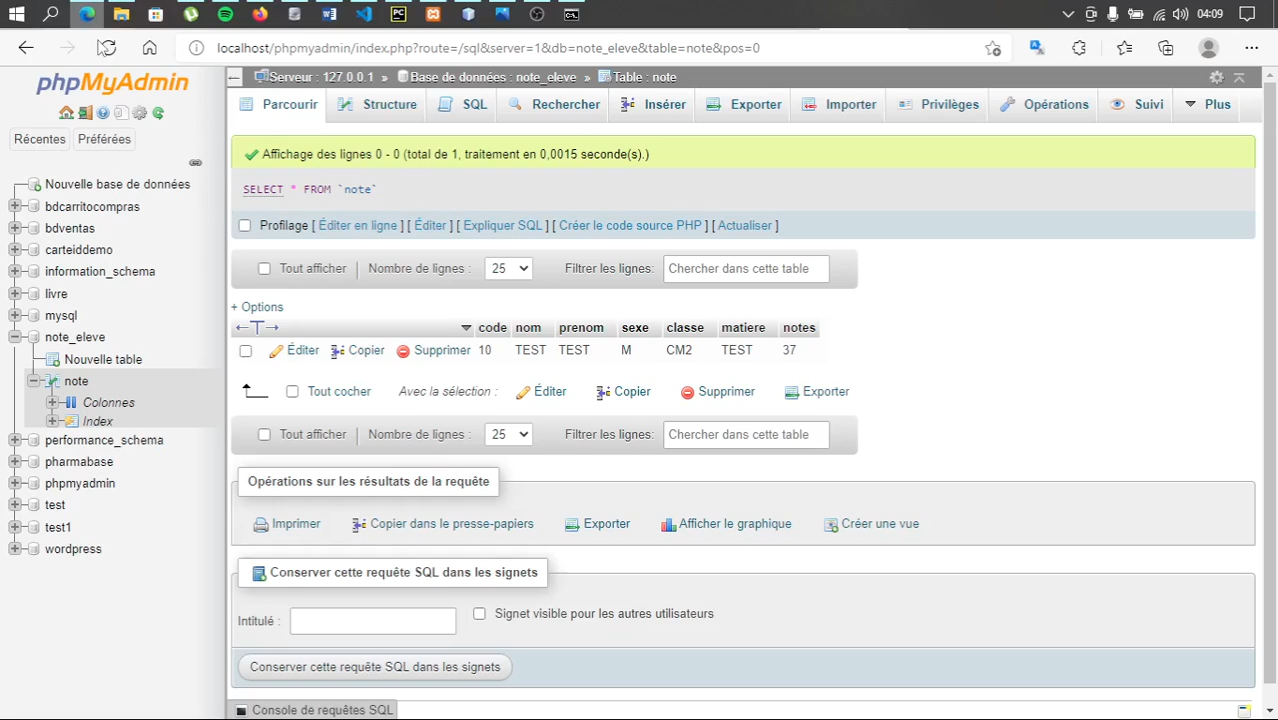 04:09
localhost/phpmyadmin/index.php?route=/sql&server=1&db=note_eleve&table=note&pos=0
phpMyAdmin
Récentes Préférées
Nouvelle base de données
bdcarritocompras
bdventas
carteiddemo
information_schema
livre
mysql
note_eleve
Nouvelle table
note
Colonnes
Index
performance_schema
pharmabase
phpmyadmin
test
test1
wordpress
Serveur : 127.0.0.1 » Base de données : note_eleve » Table : note
Parcourir Structure SQL Rechercher Insérer Exporter Importer Privilèges Opérations Suivi Plus
Affichage des lignes 0 - 0 (total de 1, traitement en 0,0015 seconde(s).)
SELECT * FROM `note`
Profilage [ Éditer en ligne ] [ Éditer ] [ Expliquer SQL ] [ Créer le code source PHP ] [ Actualiser ]
Tout afficher | Nombre de lignes : 25 Filtrer les lignes: Chercher dans cette table
+ Options
←T→ code nom prenom sexe classe matiere notes
Éditer Copier Supprimer 10 TEST TEST M CM2 TEST 37
Tout cocher Avec la sélection : Éditer Copier Supprimer Exporter
Tout afficher | Nombre de lignes : 25 Filtrer les lignes: Chercher dans cette table
Opérations sur les résultats de la requête
Imprimer Copier dans le presse-papiers Exporter Afficher le graphique Créer une vue
Conserver cette requête SQL dans les signets
Intitulé : Signet visible pour les autres utilisateurs
Conserver cette requête SQL dans les signets
Console de requêtes SQL